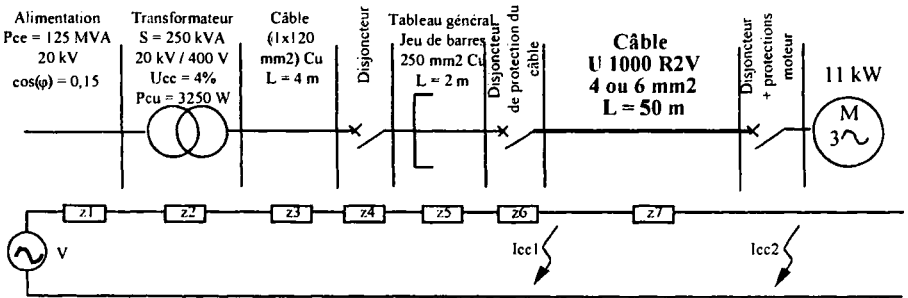 Alimentation
Pcc = 125 MVA
20 kV
cos(φ) = 0,15
Transformateur
S = 250 kVA
20 kV / 400 V
Ucc = 4%
Pcu = 3250 W
Câble
(1x120
mm2) Cu
L = 4 m
Disjoncteur
Tableau général
Jeu de barres
250 mm2 Cu
L = 2 m
Disjoncteur
de protection du
câble
Câble
U 1000 R2V
4 ou 6 mm2
L = 50 m
Disjoncteur
+ protections
moteur
11 kW
M
3
z1
z2
z3
z4
z5
z6
z7
V
Icc1
Icc2